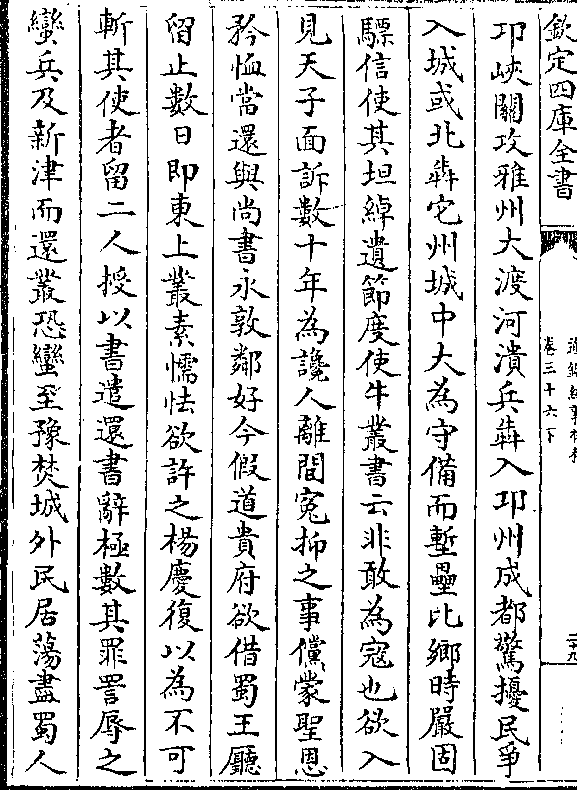 欽定四庫全書
通鑑紀事本末
卷三十六下
卭峽關攻雅州大渡河潰兵犇入卭州成都驚擾民爭
入城或北犇它州城中大為守備而塹壘比鄉時嚴固
驃信使其坦綽遺節度使牛叢書云非敢為寇也欲入
見天子面訴數十年為讒人離間寃抑之事儻蒙聖恩
矜恤當還與尚書永敦鄰好今假道貴府欲借蜀王廳
留止數日即東上叢素懦怯欲許之楊慶復以為不可
斬其使者留二人授以書遣還書辭極數其罪詈辱之
蠻兵及新津而還叢恐蠻至豫焚城外民居蕩盡蜀人